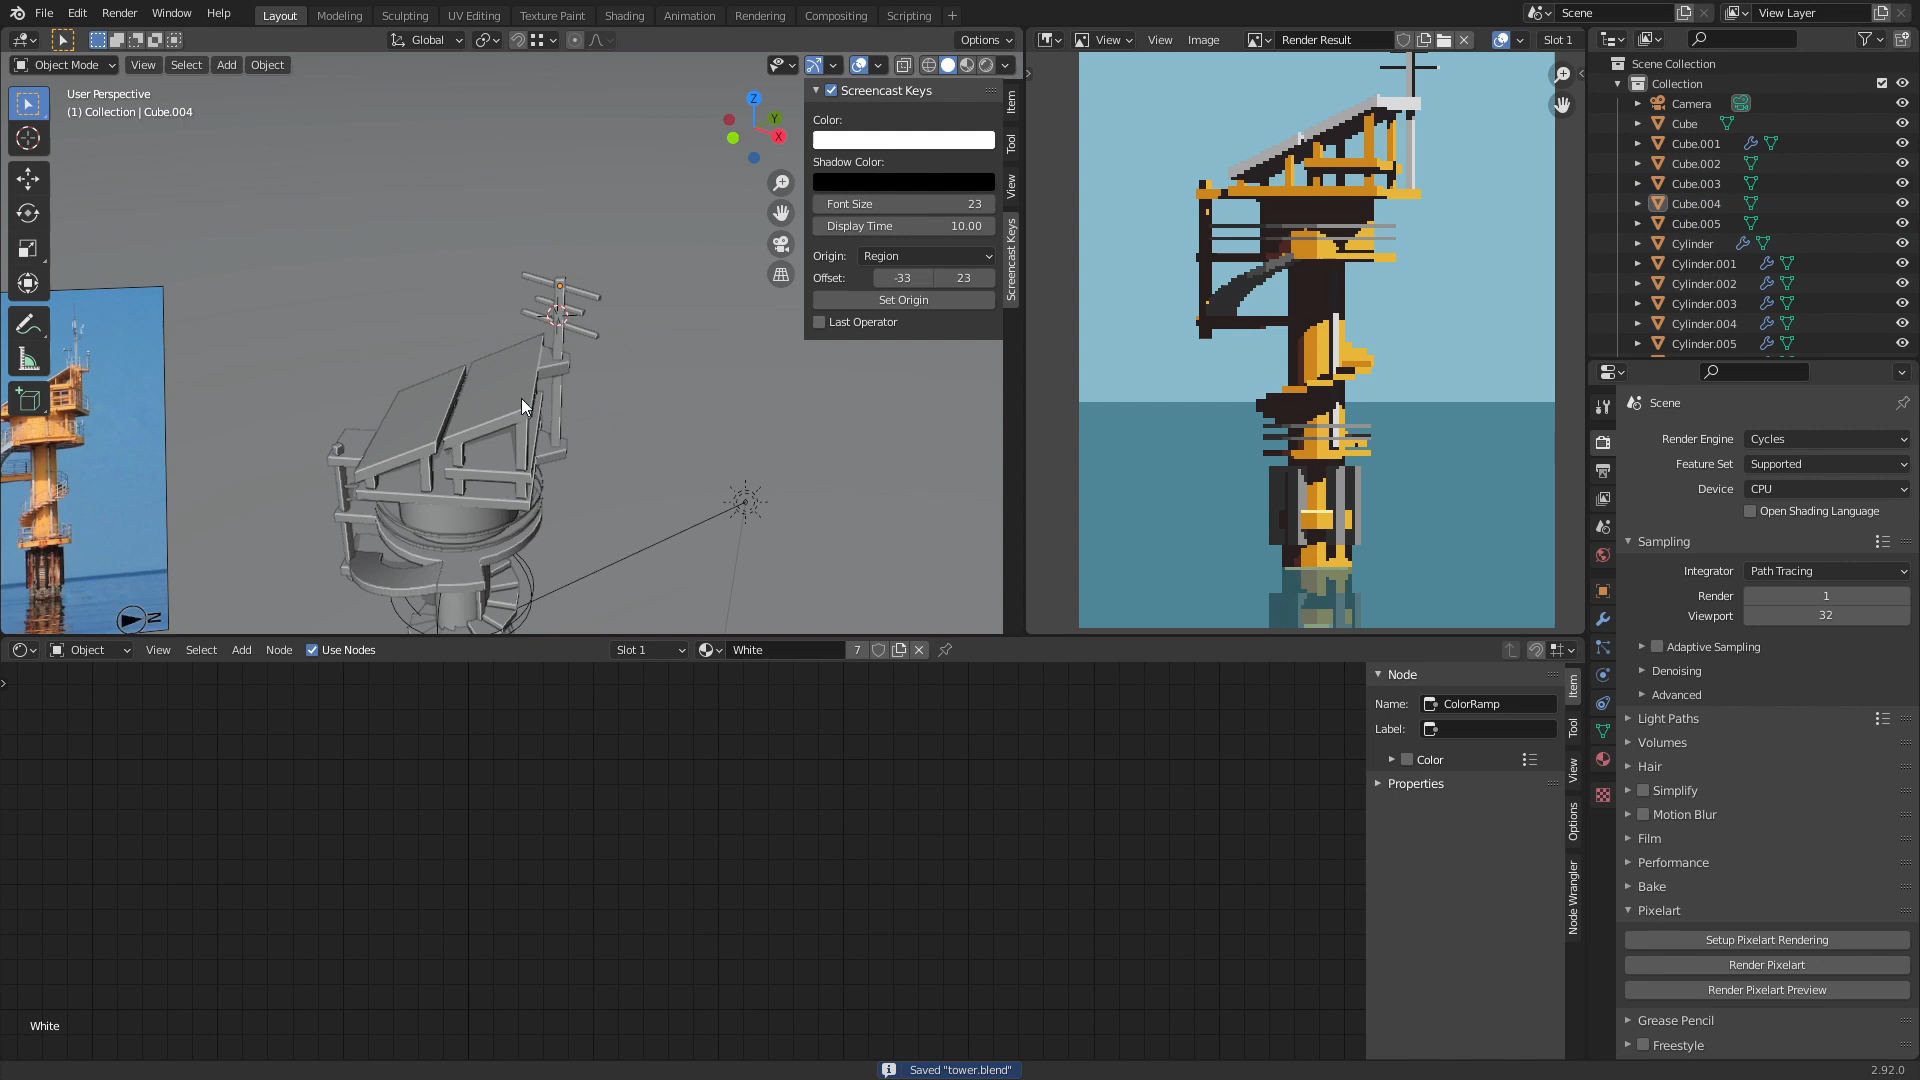 File Edit Render Window Help
Layout Modeling Sculpting UV Editing Texture Paint Shading Animation Rendering Compositing Scripting +
Scene
View Layer
Global
Options
View View Image Render Result Slot 1
Object Mode View Select Add Object
User Perspective
(1) Collection | Cube.004
Z
Y
X
Screencast Keys
Color:
Shadow Color:
Font Size 23
Display Time 10.00
Origin: Region
Offset: -33 23
Set Origin
Last Operator
Item
Tool
View
Screencast Keys
Scene Collection
Collection
Camera
Cube
Cube.001
Cube.002
Cube.003
Cube.004
Cube.005
Cylinder
Cylinder.001
Cylinder.002
Cylinder.003
Cylinder.004
Cylinder.005
Scene
Render Engine Cycles
Feature Set Supported
Device CPU
Open Shading Language
Sampling
Integrator Path Tracing
Render 1
Viewport 32
Adaptive Sampling
Denoising
Advanced
Light Paths
Volumes
Hair
Simplify
Motion Blur
Film
Performance
Bake
Pixelart
Setup Pixelart Rendering
Render Pixelart
Render Pixelart Preview
Grease Pencil
Freestyle
Object View Select Add Node Use Nodes Slot 1 White 7
Node
Name: ColorRamp
Label:
Color
Properties
Item
Tool
View
Options
Node Wrangler
White
Saved "tower.blend"
2.92.0